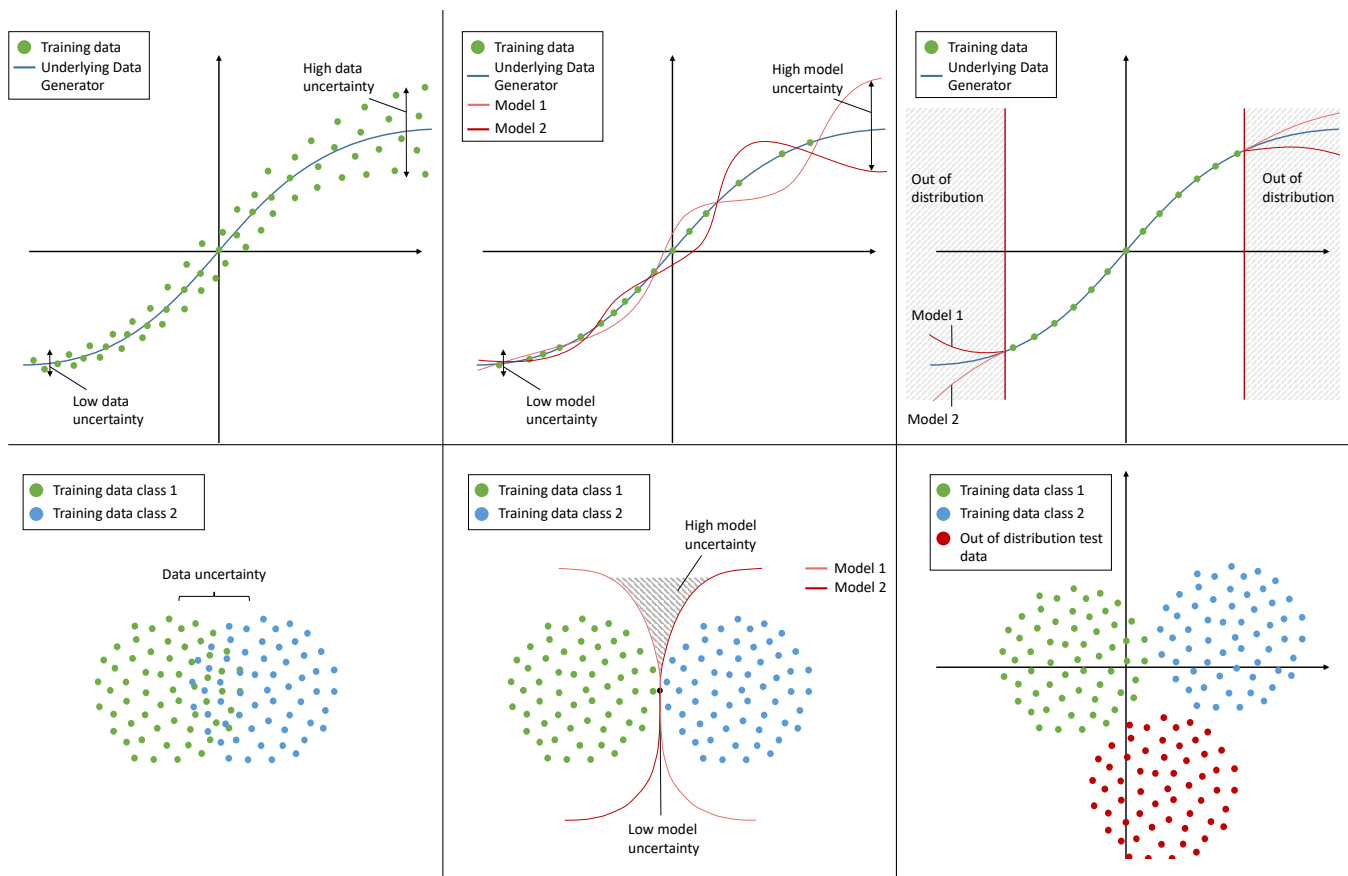 Training data
Underlying Data
Generator
High data
uncertainty
Low data
uncertainty
Training data
Underlying Data
Generator
Model 1
Model 2
High model
uncertainty
Low model
uncertainty
Training data
Underlying Data
Generator
Out of
distribution
Out of
distribution
Model 1
Model 2
Training data class 1
Training data class 2
Data uncertainty
Training data class 1
Training data class 2
High model
uncertainty
Model 1
Model 2
Low model
uncertainty
Training data class 1
Training data class 2
Out of distribution test
data